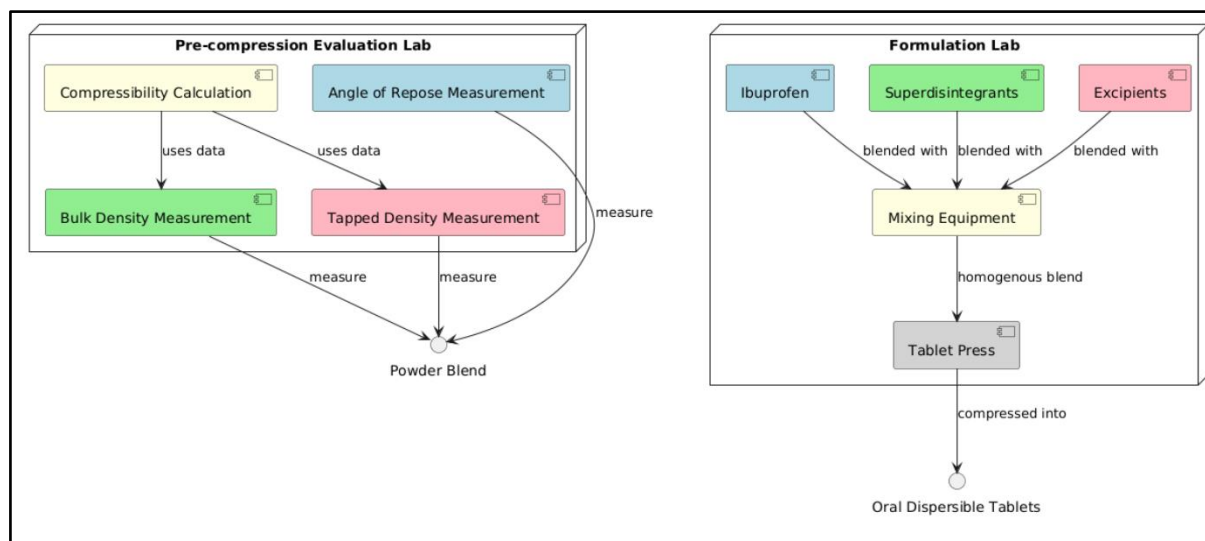 Pre-compression Evaluation Lab
Compressibility Calculation
Angle of Repose Measurement
uses data
uses data
Bulk Density Measurement
Tapped Density Measurement
measure
measure
measure
Powder Blend
Formulation Lab
Ibuprofen
Superdisintegrants
Excipients
blended with
blended with
blended with
Mixing Equipment
homogenous blend
Tablet Press
compressed into
Oral Dispersible Tablets